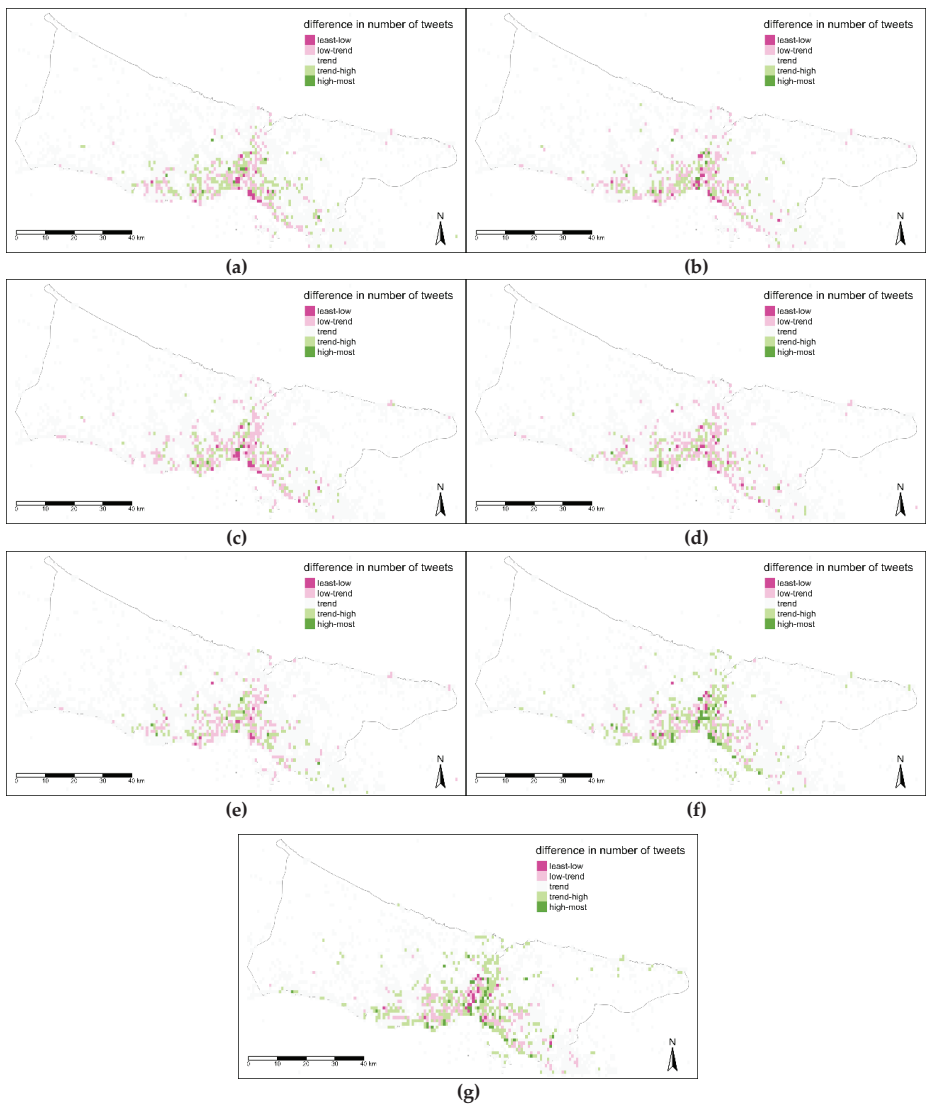 difference in number of tweets
least-low
low-trend
trend
trend-high
high-most
0 10 20 30 40 km
N
(a)
difference in number of tweets
least-low
low-trend
trend
trend-high
high-most
0 10 20 30 40 km
N
(b)
difference in number of tweets
least-low
low-trend
trend
trend-high
high-most
0 10 20 30 40 km
N
(c)
difference in number of tweets
least-low
low-trend
trend
trend-high
high-most
0 10 20 30 40 km
N
(d)
difference in number of tweets
least-low
low-trend
trend
trend-high
high-most
0 10 20 30 40 km
N
(e)
difference in number of tweets
least-low
low-trend
trend
trend-high
high-most
0 10 20 30 40 km
N
(f)
difference in number of tweets
least-low
low-trend
trend
trend-high
high-most
0 10 20 30 40 km
N
(g)